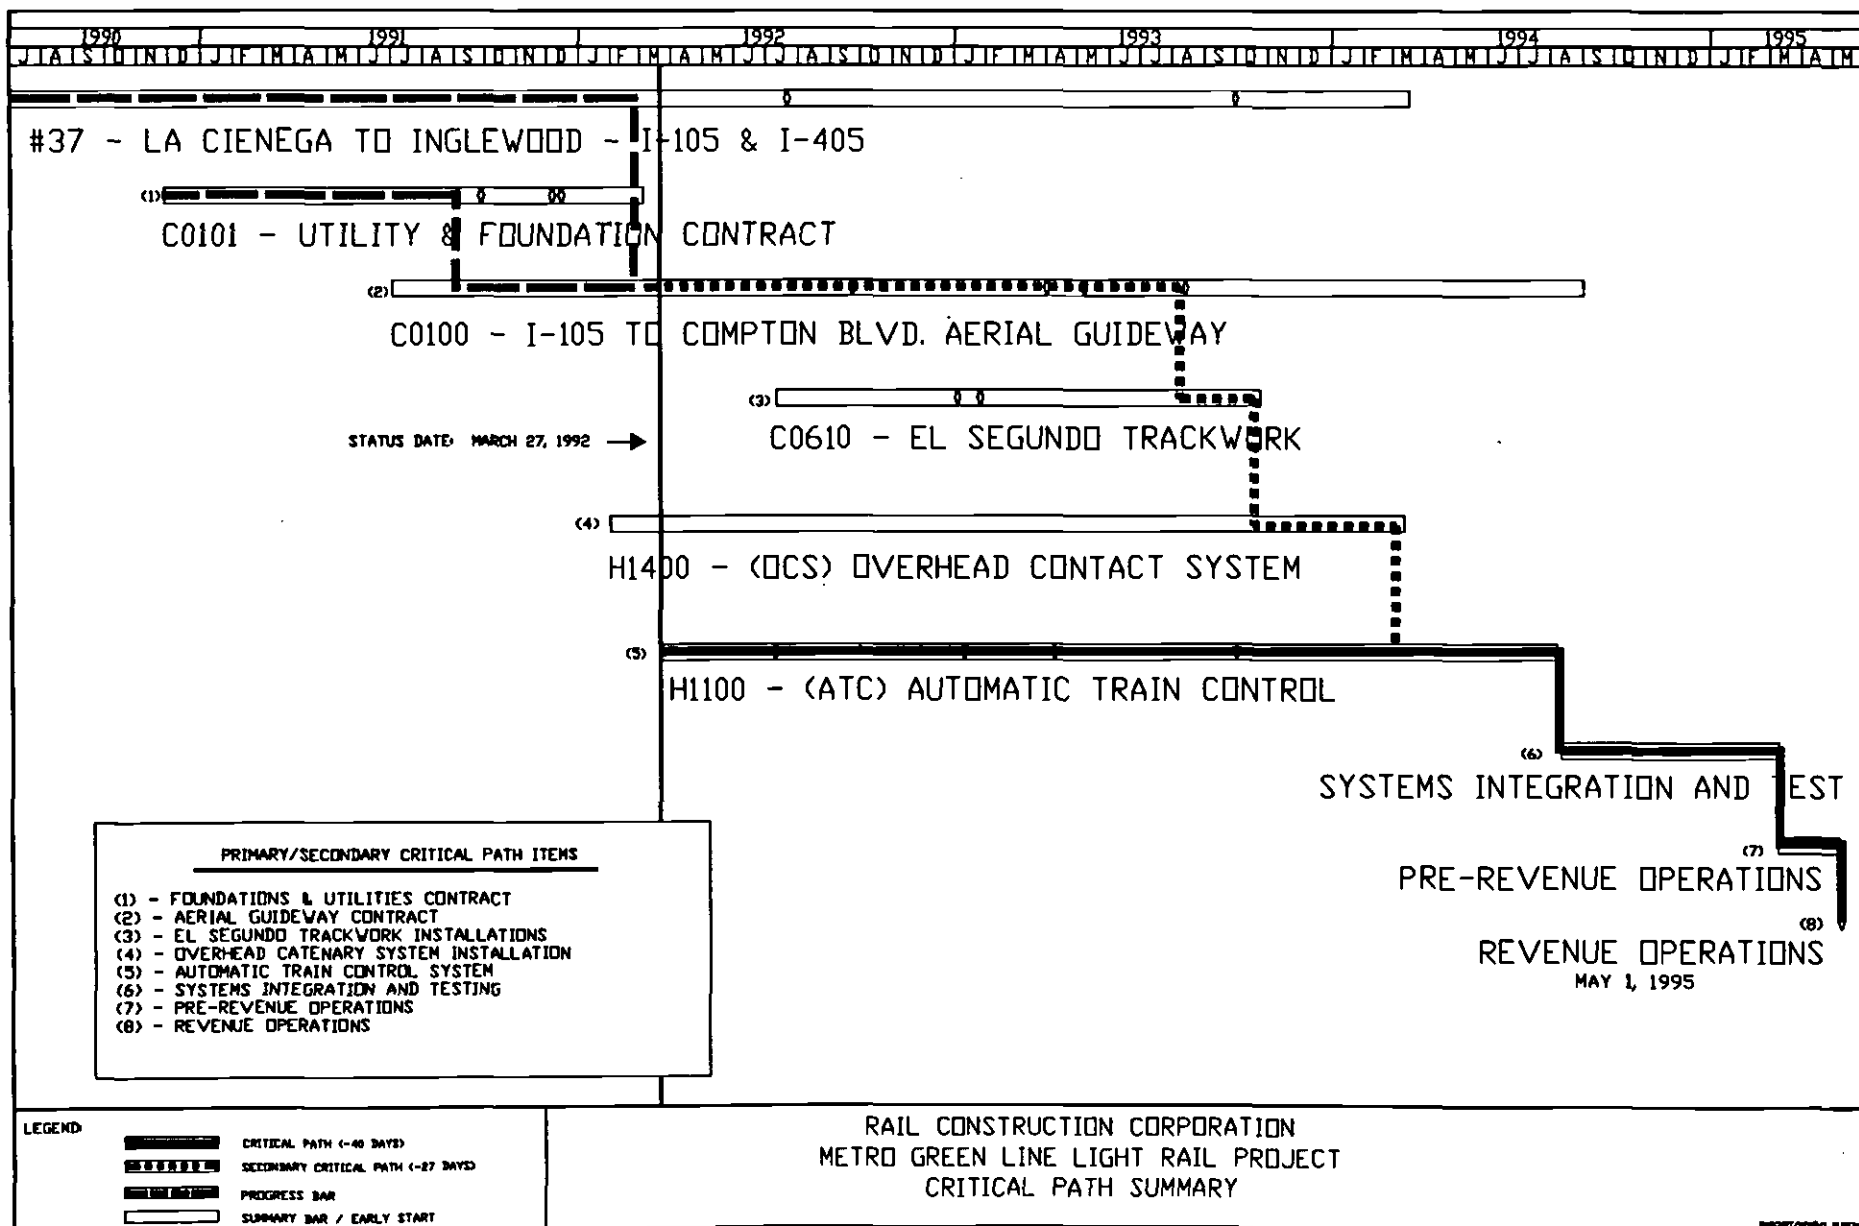 1990 1991 1992 1993 1994 1995
J A S O N D J F M A M J J A S O N D J F M A M J J A S O N D J F M A M J J A S O N D J F M A M J J A S O N D J F M A M
#37 - LA CIENEGA TO INGLEWOOD - I-105 & I-405
(1)
C0101 - UTILITY & FOUNDATION CONTRACT
(2)
C0100 - I-105 TO COMPTON BLVD. AERIAL GUIDEWAY
(3)
STATUS DATE: MARCH 27, 1992
C0610 - EL SEGUNDO TRACKWORK
(4)
H1400 - (OCS) OVERHEAD CONTACT SYSTEM
(5)
H1100 - (ATC) AUTOMATIC TRAIN CONTROL
(6)
SYSTEMS INTEGRATION AND TEST
(7)
PRE-REVENUE OPERATIONS
(8)
REVENUE OPERATIONS
MAY 1, 1995
PRIMARY/SECONDARY CRITICAL PATH ITEMS
(1) - FOUNDATIONS & UTILITIES CONTRACT
(2) - AERIAL GUIDEWAY CONTRACT
(3) - EL SEGUNDO TRACKWORK INSTALLATIONS
(4) - OVERHEAD CATENARY SYSTEM INSTALLATION
(5) - AUTOMATIC TRAIN CONTROL SYSTEM
(6) - SYSTEMS INTEGRATION AND TESTING
(7) - PRE-REVENUE OPERATIONS
(8) - REVENUE OPERATIONS
LEGEND:
CRITICAL PATH (-40 DAYS)
SECONDARY CRITICAL PATH (-27 DAYS)
PROGRESS BAR
SUMMARY BAR / EARLY START
RAIL CONSTRUCTION CORPORATION
METRO GREEN LINE LIGHT RAIL PROJECT
CRITICAL PATH SUMMARY